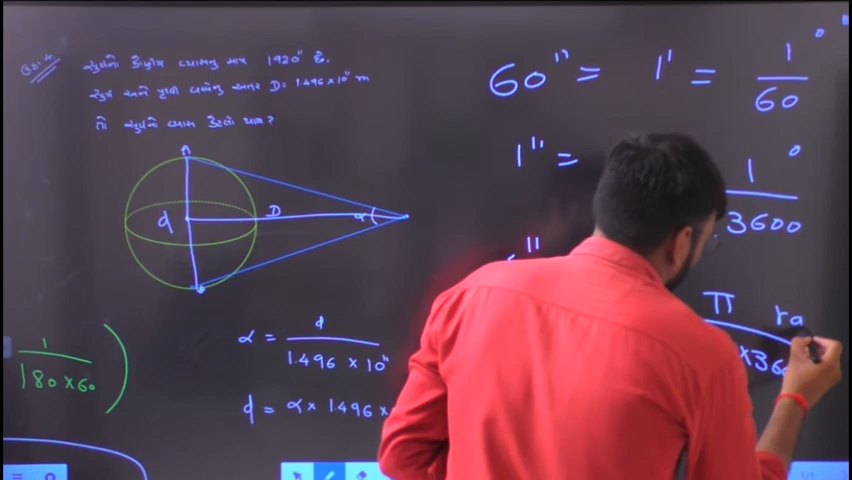 સૂર્યનો કોણીય વ્યાસનું માપ 1920" છે.
સૂર્ય અને પૃથ્વી વચ્ચેનું અંતર D = 1.496 × 10¹¹ m
તો સૂર્યનો વ્યાસ કેટલો થાય?
A
d
D
α
B
α = d / 1.496 × 10¹¹
d = α × 1.496 ×
1 / 180 × 60 )
60" = 1' = 1° / 60
1" =
1° / 3600
"
π ra
× 360